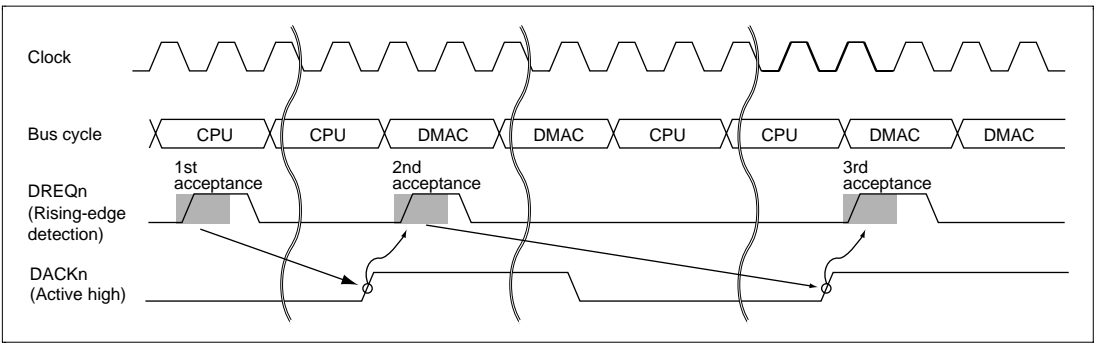 Clock
Bus cycle
CPU CPU DMAC DMAC CPU CPU DMAC DMAC
1st
acceptance
2nd
acceptance
3rd
acceptance
DREQn
(Rising-edge
detection)
DACKn
(Active high)